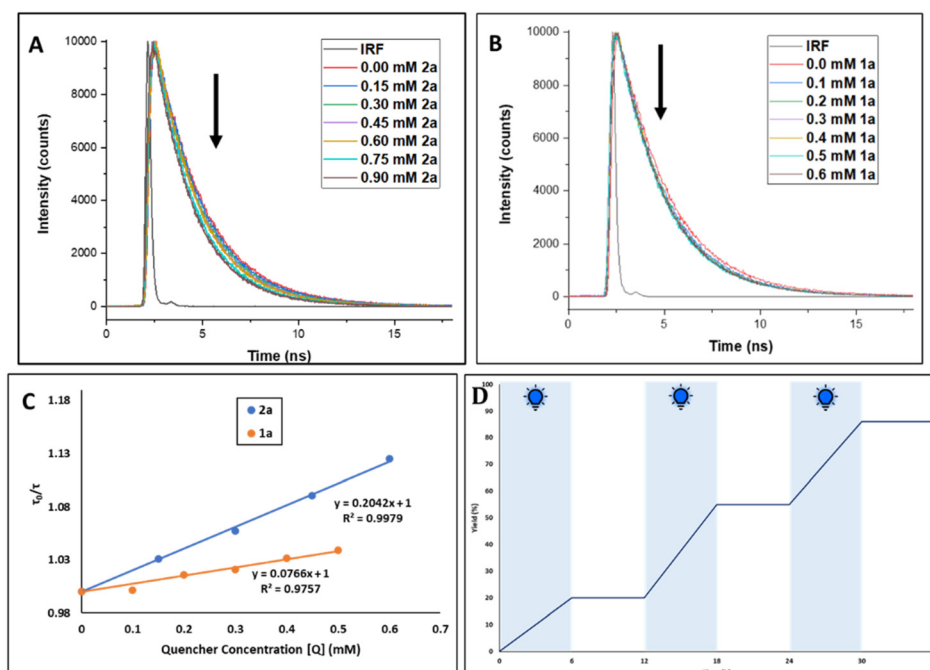 A
10000
8000
6000
4000
2000
0
Intensity (counts)
0
5
10
15
Time (ns)
IRF
0.00 mM 2a
0.15 mM 2a
0.30 mM 2a
0.45 mM 2a
0.60 mM 2a
0.75 mM 2a
0.90 mM 2a
B
10000
8000
6000
4000
2000
0
Intensity (counts)
0
5
10
15
Time (ns)
IRF
0.0 mM 1a
0.1 mM 1a
0.2 mM 1a
0.3 mM 1a
0.4 mM 1a
0.5 mM 1a
0.6 mM 1a
C
1.18
1.13
1.08
1.03
0.98
τ₀/τ
2a
1a
y = 0.2042x + 1
R² = 0.9979
y = 0.0766x + 1
R² = 0.9757
0
0.1
0.2
0.3
0.4
0.5
0.6
0.7
Quencher Concentration [Q] (mM)
D
100
90
80
70
60
50
40
30
20
10
0
Yield (%)
0
6
12
18
24
30